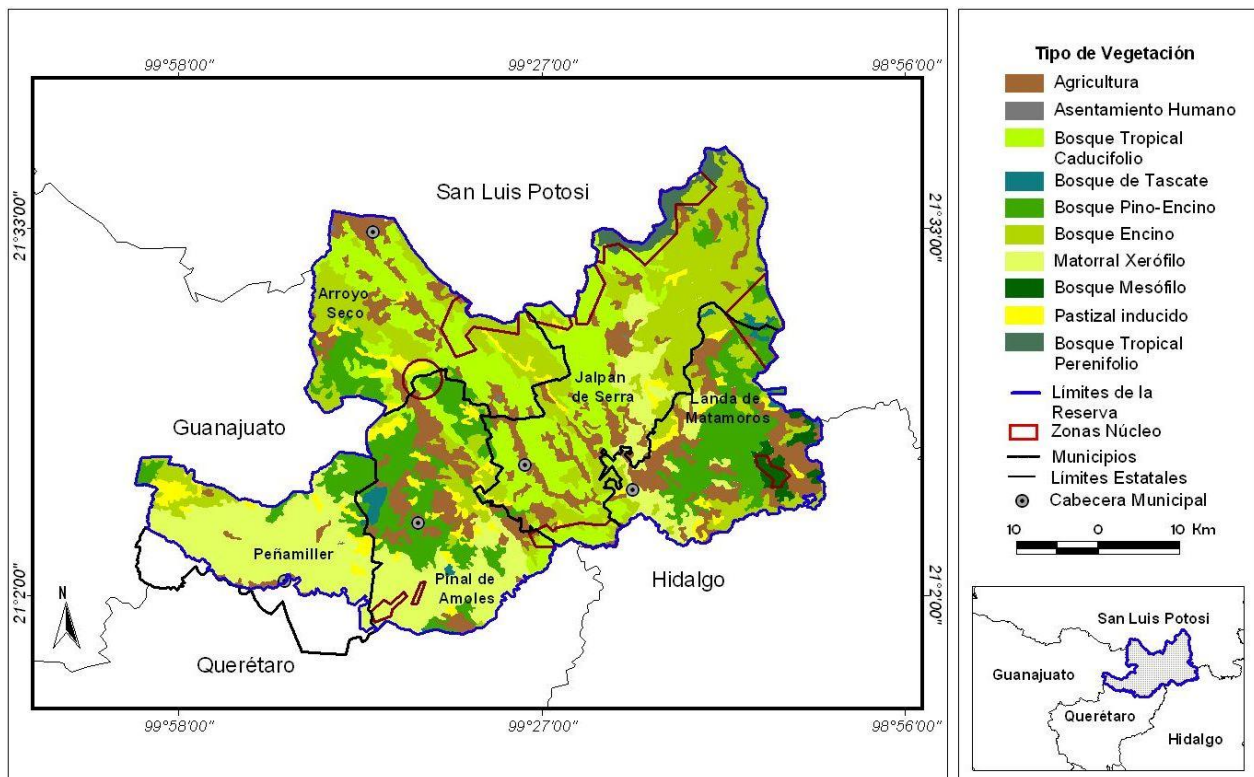 99°58'00"
99°27'00"
98°56'00"
21°33'00"
21°33'00"
San Luis Potosi
Arroyo
Seco
Jalpan
de Serra
Landa de
Matamoros
Guanajuato
Peñamiller
Pinal de
Amoles
Hidalgo
21°2'00"
21°2'00"
N
Querétaro
99°58'00"
99°27'00"
98°56'00"
Tipo de Vegetación
Agricultura
Asentamiento Humano
Bosque Tropical
Caducifolio
Bosque de Tascate
Bosque Pino-Encino
Bosque Encino
Matorral Xerófilo
Bosque Mesófilo
Pastizal inducido
Bosque Tropical
Perenifolio
Límites de la
Reserva
Zonas Núcleo
Municipios
Límites Estatales
Cabecera Municipal
10 0 10 Km
San Luis Potosi
Guanajuato
Querétaro
Hidalgo